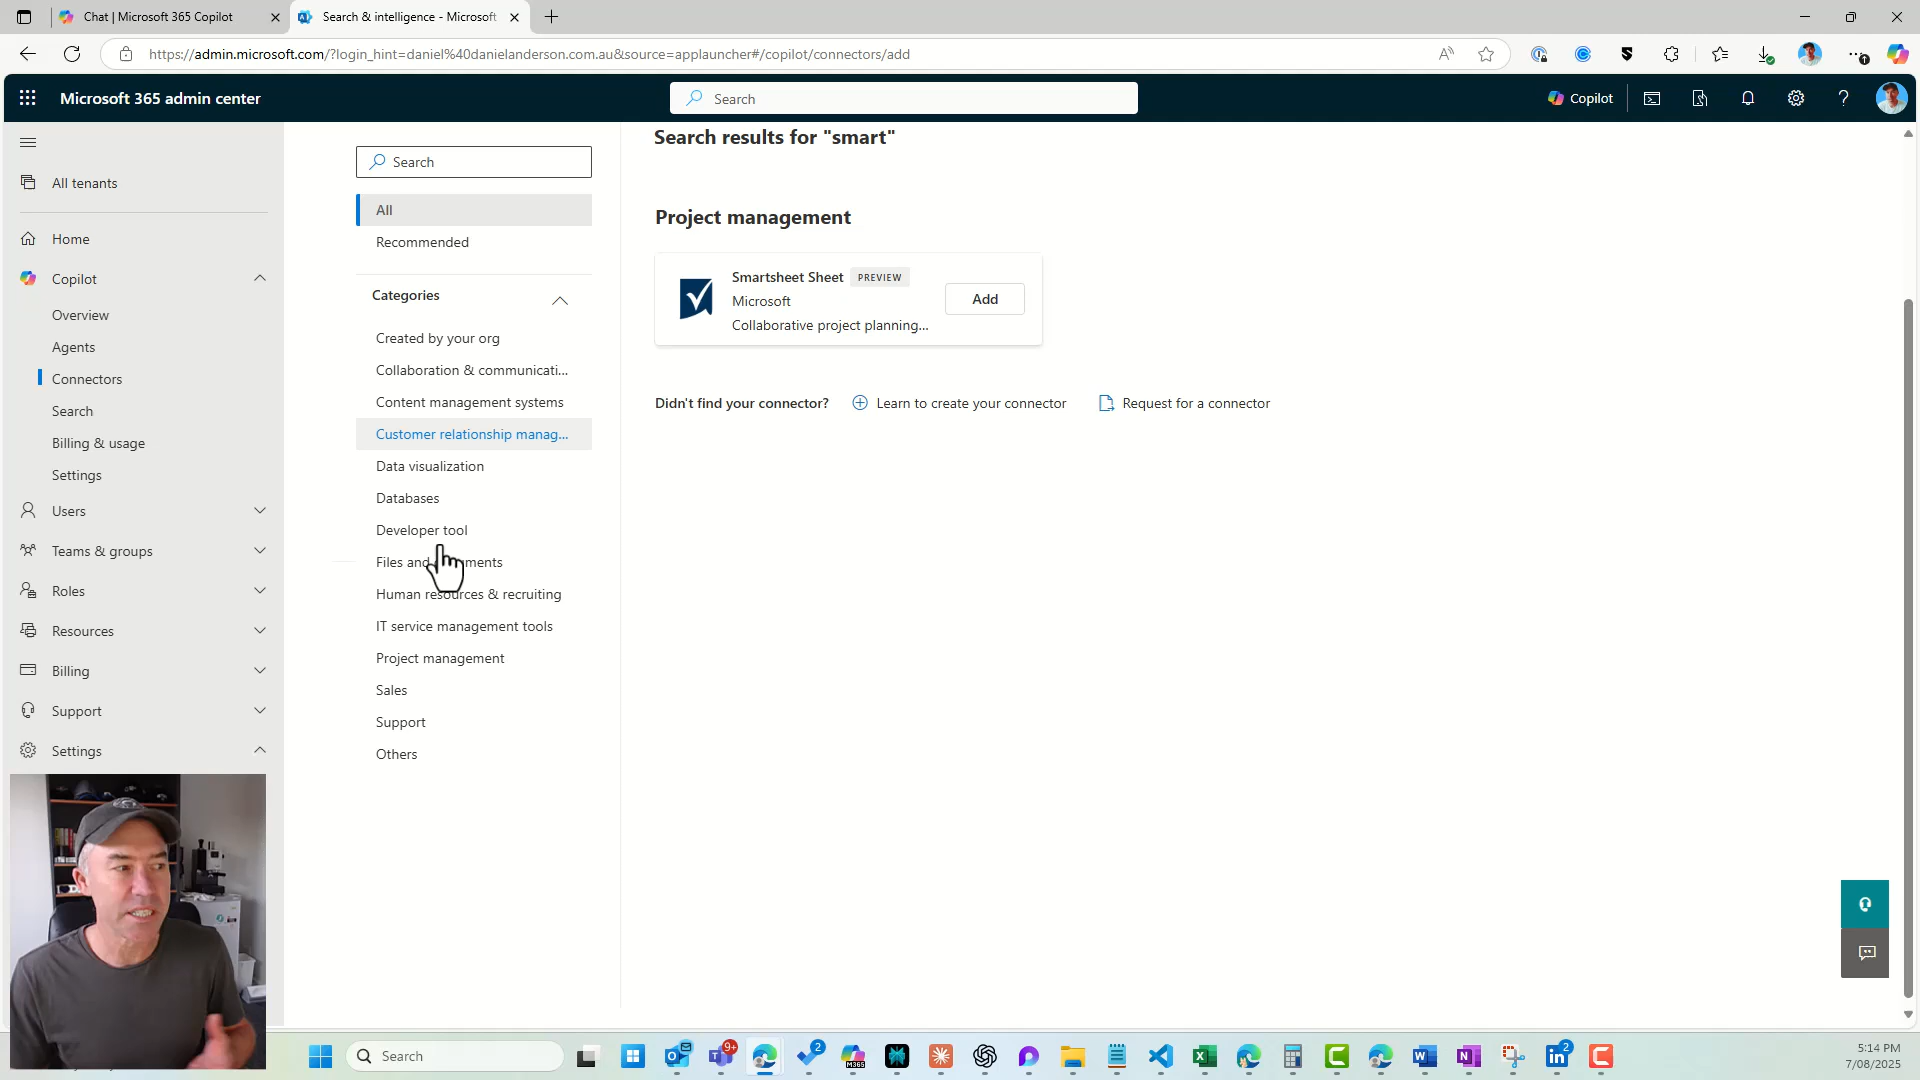 Chat | Microsoft 365 Copilot
Search & intelligence - Microsoft
https://admin.microsoft.com/?login_hint=daniel%40danielanderson.com.au&source=applauncher#/copilot/connectors/add
Microsoft 365 admin center
Search
Copilot
All tenants
Home
Copilot
Overview
Agents
Connectors
Search
Billing & usage
Settings
Users
Teams & groups
Roles
Resources
Billing
Support
Settings
Search
All
Recommended
Categories
Created by your org
Collaboration & communicati...
Content management systems
Customer relationship manag...
Data visualization
Databases
Developer tool
Files and
Human resources & recruiting
IT service management tools
Project management
Sales
Support
Others
Search results for "smart"
Project management
Smartsheet Sheet PREVIEW
Microsoft
Collaborative project planning...
Add
Didn't find your connector?
Learn to create your connector
Request for a connector
Search
9+
2
M365
2
5:14 PM
7/08/2025